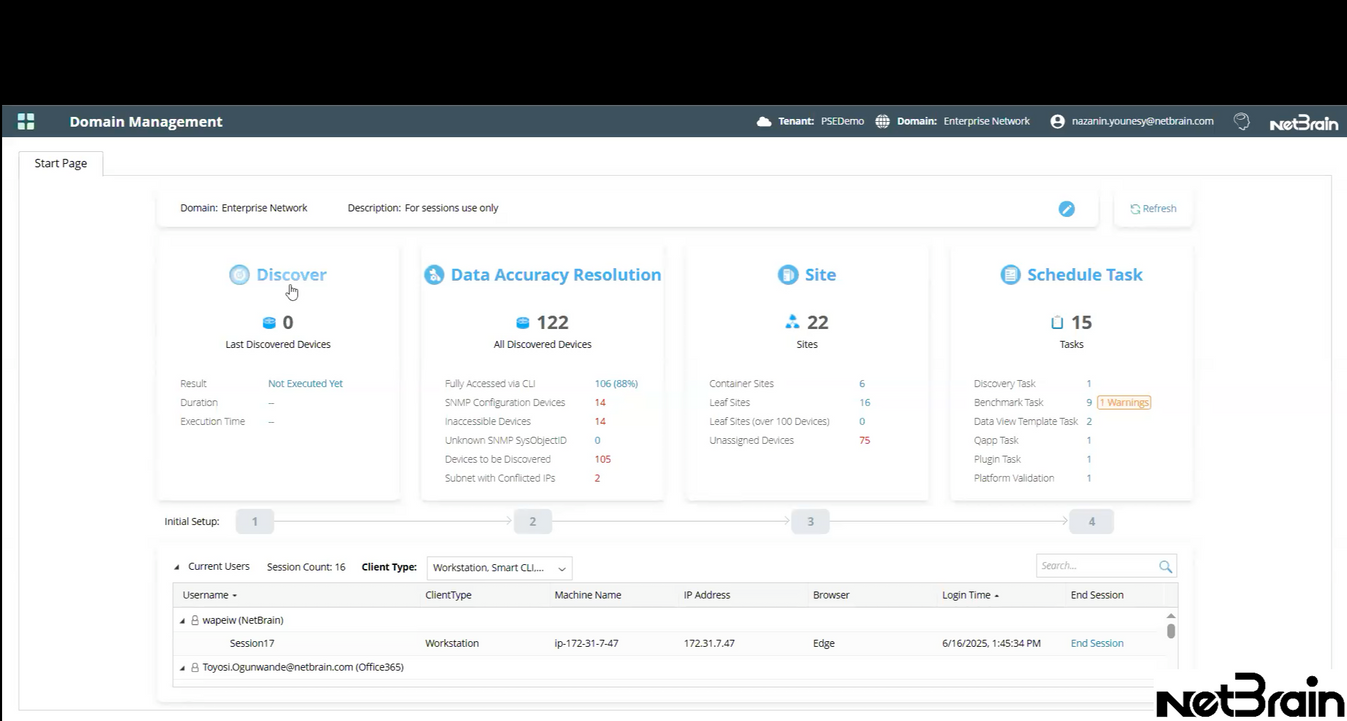 Domain Management
Tenant: PSEDemo Domain: Enterprise Network nazanin.younesy@netbrain.com NetBrain
Start Page
Domain: Enterprise Network Description: For sessions use only Refresh
Discover
0
Last Discovered Devices
Result Not Executed Yet
Duration --
Execution Time --
Data Accuracy Resolution
122
All Discovered Devices
Fully Accessed via CLI 106 (88%)
SNMP Configuration Devices 14
Inaccessible Devices 14
Unknown SNMP SysObjectID 0
Devices to be Discovered 105
Subnet with Conflicted IPs 2
Site
22
Sites
Container Sites 6
Leaf Sites 16
Leaf Sites (over 100 Devices) 0
Unassigned Devices 75
Schedule Task
15
Tasks
Discovery Task 1
Benchmark Task 9 1 Warnings
Data View Template Task 2
Qapp Task 1
Plugin Task 1
Platform Validation 1
Initial Setup: 1 2 3 4
Current Users Session Count: 16 Client Type: Workstation, Smart CLI,... Search...
Username ClientType Machine Name IP Address Browser Login Time End Session
wapeiw (NetBrain)
Session17 Workstation ip-172-31-7-47 172.31.7.47 Edge 6/16/2025, 1:45:34 PM End Session
Toyosi.Ogunwande@netbrain.com (Office365)
NetBrain